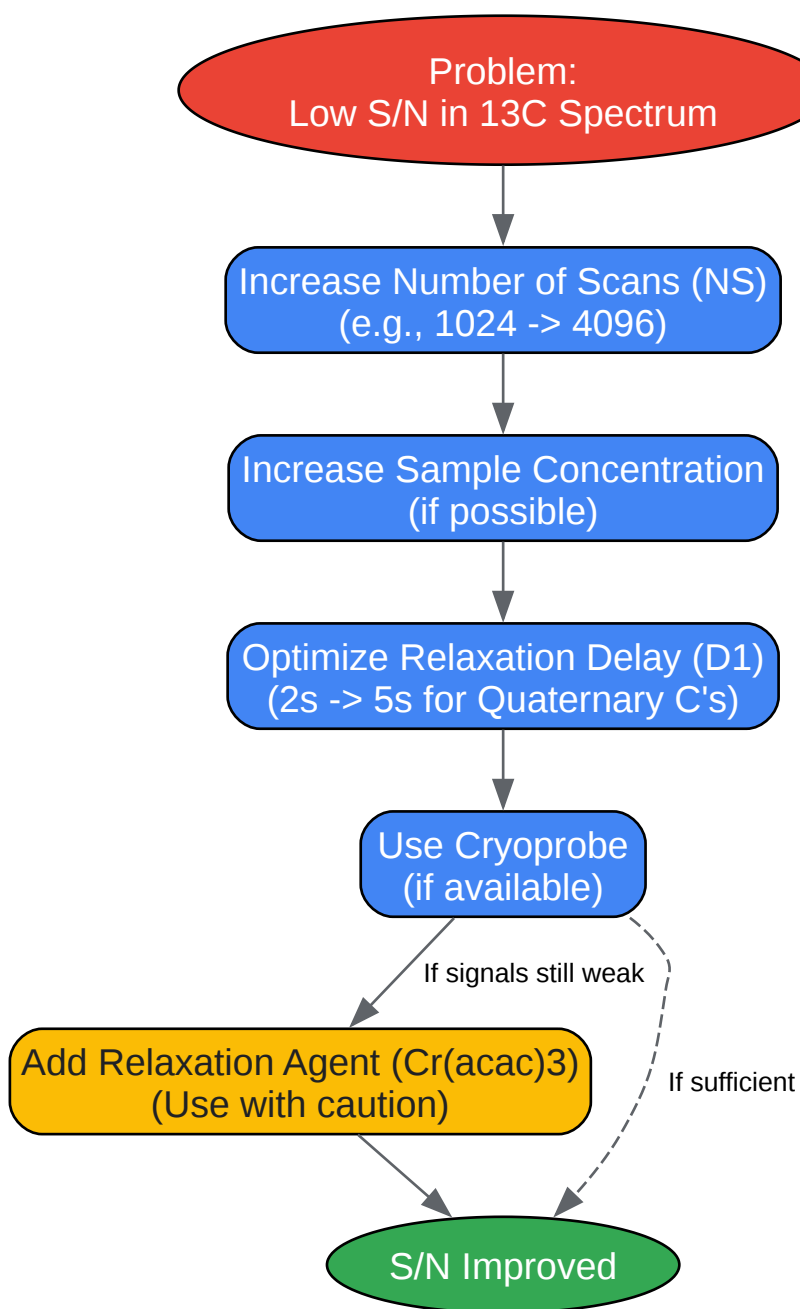 Problem:
Low S/N in 13C Spectrum
Increase Number of Scans (NS)
(e.g., 1024 -> 4096)
Increase Sample Concentration
(if possible)
Optimize Relaxation Delay (D1)
(2s -> 5s for Quaternary C's)
Use Cryoprobe
(if available)
If signals still weak
Add Relaxation Agent (Cr(acac)3)
(Use with caution)
If sufficient
S/N Improved